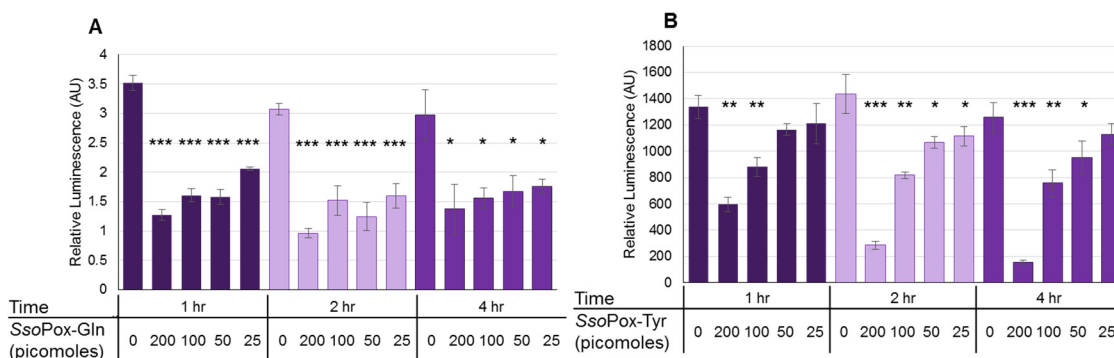 A
Relative Luminescence (AU)
4
3.5
3
2.5
2
1.5
1
0.5
0
*** *** *** *** *** *** *** *** * * * *
Time 1 hr 2 hr 4 hr
SsoPox-Gln
(picomoles)
0 200 100 50 25 0 200 100 50 25 0 200 100 50 25
B
Relative Luminescence (AU)
1800
1600
1400
1200
1000
800
600
400
200
0
** ** *** ** * * *** ** *
Time 1 hr 2 hr 4 hr
SsoPox-Tyr
(picomoles)
0 200 100 50 25 0 200 100 50 25 0 200 100 50 25